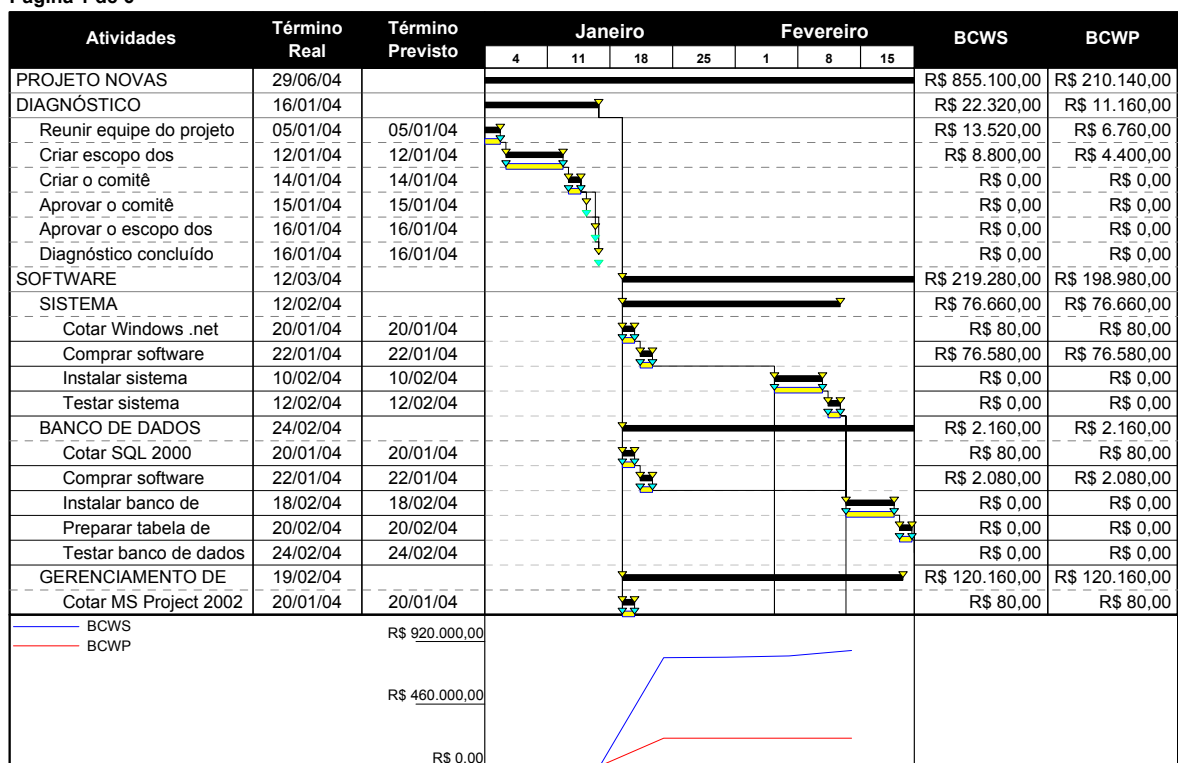 Página 1 de 6
Atividades Término Real Término Previsto Janeiro Fevereiro BCWS BCWP
4 11 18 25 1 8 15
PROJETO NOVAS 29/06/04 R$ 855.100,00 R$ 210.140,00
DIAGNÓSTICO 16/01/04 R$ 22.320,00 R$ 11.160,00
Reunir equipe do projeto 05/01/04 05/01/04 R$ 13.520,00 R$ 6.760,00
Criar escopo dos 12/01/04 12/01/04 R$ 8.800,00 R$ 4.400,00
Criar o comitê 14/01/04 14/01/04 R$ 0,00 R$ 0,00
Aprovar o comitê 15/01/04 15/01/04 R$ 0,00 R$ 0,00
Aprovar o escopo dos 16/01/04 16/01/04 R$ 0,00 R$ 0,00
Diagnóstico concluído 16/01/04 16/01/04 R$ 0,00 R$ 0,00
SOFTWARE 12/03/04 R$ 219.280,00 R$ 198.980,00
SISTEMA 12/02/04 R$ 76.660,00 R$ 76.660,00
Cotar Windows .net 20/01/04 20/01/04 R$ 80,00 R$ 80,00
Comprar software 22/01/04 22/01/04 R$ 76.580,00 R$ 76.580,00
Instalar sistema 10/02/04 10/02/04 R$ 0,00 R$ 0,00
Testar sistema 12/02/04 12/02/04 R$ 0,00 R$ 0,00
BANCO DE DADOS 24/02/04 R$ 2.160,00 R$ 2.160,00
Cotar SQL 2000 20/01/04 20/01/04 R$ 80,00 R$ 80,00
Comprar software 22/01/04 22/01/04 R$ 2.080,00 R$ 2.080,00
Instalar banco de 18/02/04 18/02/04 R$ 0,00 R$ 0,00
Preparar tabela de 20/02/04 20/02/04 R$ 0,00 R$ 0,00
Testar banco de dados 24/02/04 24/02/04 R$ 0,00 R$ 0,00
GERENCIAMENTO DE 19/02/04 R$ 120.160,00 R$ 120.160,00
Cotar MS Project 2002 20/01/04 20/01/04 R$ 80,00 R$ 80,00
BCWS
BCWP
R$ 920.000,00
R$ 460.000,00
R$ 0,00